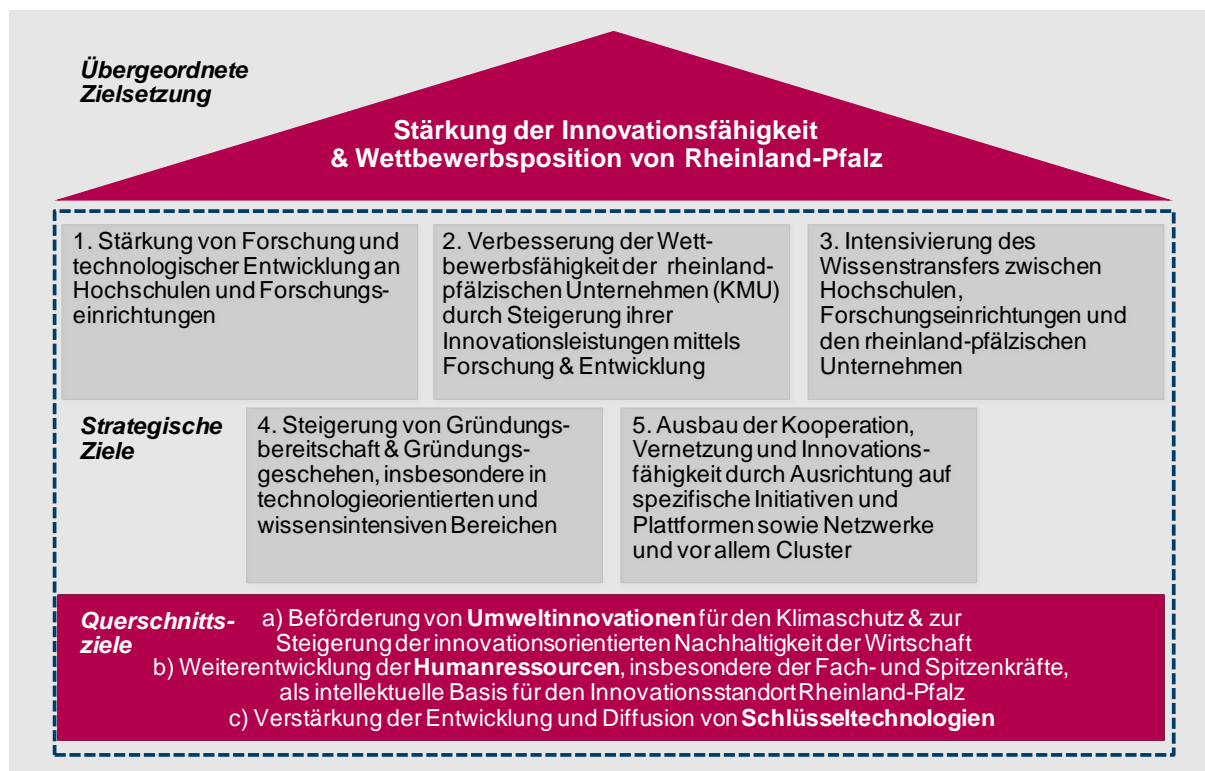 Übergeordnete
Zielsetzung
Stärkung der Innovationsfähigkeit
& Wettbewerbsposition von Rheinland-Pfalz
1. Stärkung von Forschung und
technologischer Entwicklung an
Hochschulen und Forschungs-
einrichtungen
2. Verbesserung der Wett-
bewerbsfähigkeit der rheinland-
pfälzischen Unternehmen (KMU)
durch Steigerung ihrer
Innovationsleistungen mittels
Forschung & Entwicklung
3. Intensivierung des
Wissenstransfers zwischen
Hochschulen,
Forschungseinrichtungen und
den rheinland-pfälzischen
Unternehmen
Strategische
Ziele
4. Steigerung von Gründungs-
bereitschaft & Gründungs-
geschehen, insbesondere in
technologieorientierten und
wissensintensiven Bereichen
5. Ausbau der Kooperation,
Vernetzung und Innovations-
fähigkeit durch Ausrichtung auf
spezifische Initiativen und
Plattformen sowie Netzwerke
und vor allem Cluster
Querschnitts-
ziele
a) Beförderung von Umweltinnovationen für den Klimaschutz & zur
Steigerung der innovationsorientierten Nachhaltigkeit der Wirtschaft
b) Weiterentwicklung der Humanressourcen, insbesondere der Fach- und Spitzenkräfte,
als intellektuelle Basis für den Innovationsstandort Rheinland-Pfalz
c) Verstärkung der Entwicklung und Diffusion von Schlüsseltechnologien